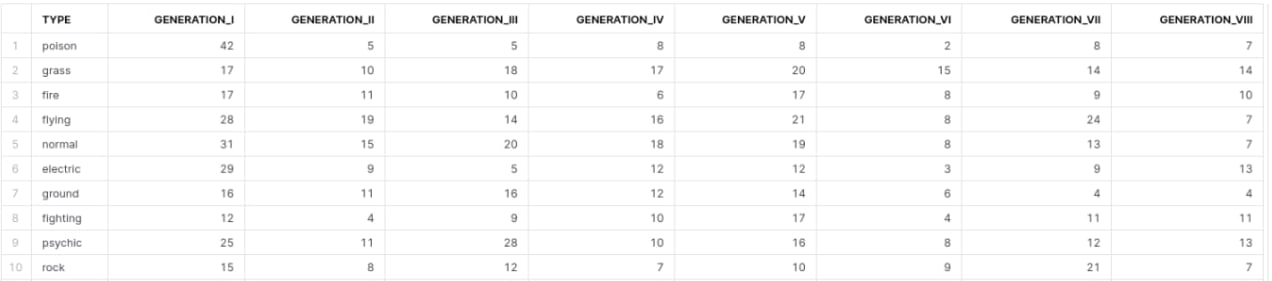 TYPE GENERATION_I GENERATION_II GENERATION_III GENERATION_IV GENERATION_V GENERATION_VI GENERATION_VII GENERATION_VIII
1 poison 42 5 5 8 8 2 8 7
2 grass 17 10 18 17 20 15 14 14
3 fire 17 11 10 6 17 8 9 10
4 flying 28 19 14 16 21 8 24 7
5 normal 31 15 20 18 19 8 13 7
6 electric 29 9 5 12 12 3 9 13
7 ground 16 11 16 12 14 6 4 4
8 fighting 12 4 9 10 17 4 11 11
9 psychic 25 11 28 10 16 8 12 13
10 rock 15 8 12 7 10 9 21 7